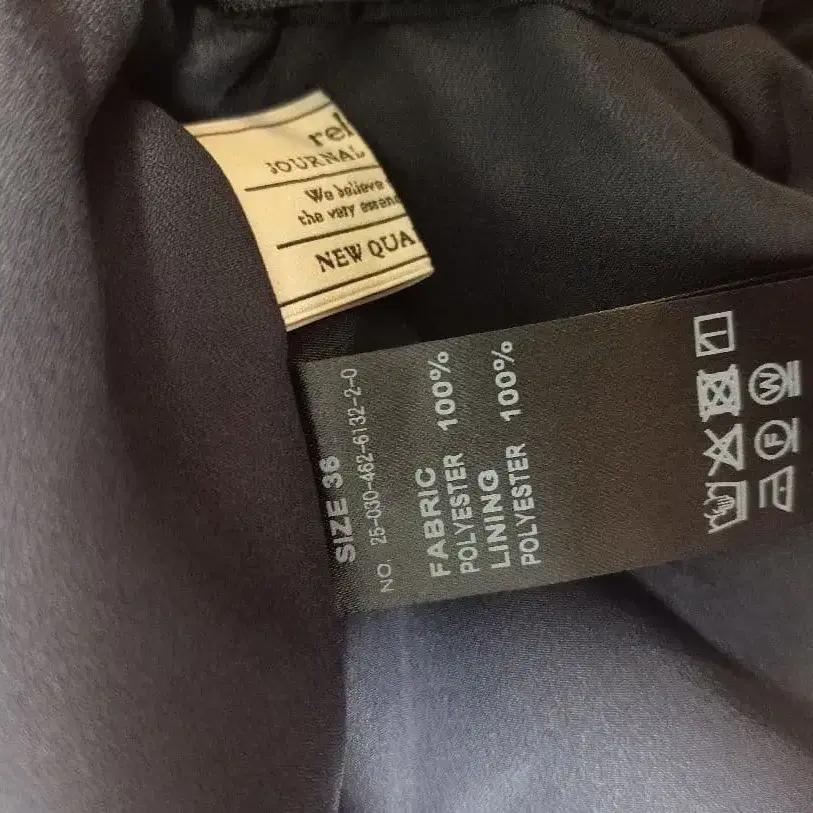 rel
JOURNAL
We believe
the very essenc
NEW QUA
SIZE 36
NO. 25-030-462-6132-2-0
FABRIC
POLYESTER 100%
LINING
POLYESTER 100%
W
F